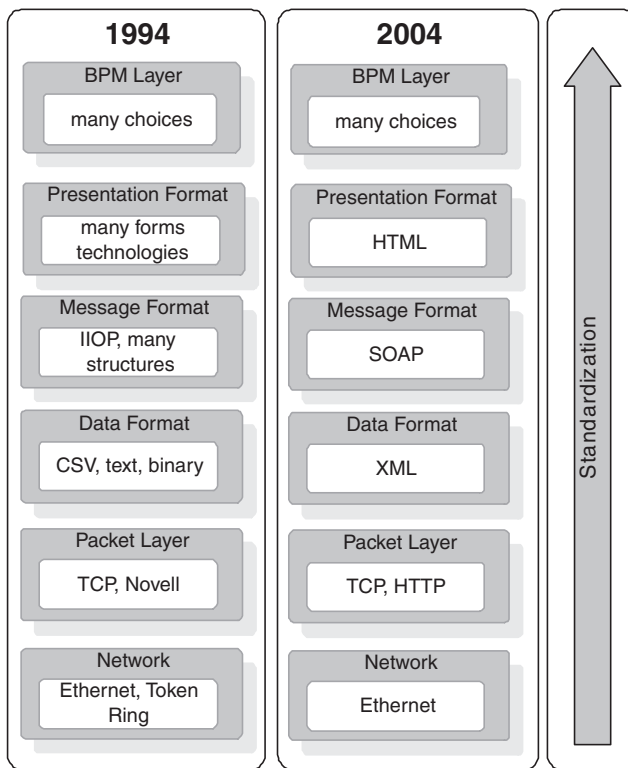 1994
BPM Layer
many choices
Presentation Format
many forms
technologies
Message Format
IIOP, many
structures
Data Format
CSV, text, binary
Packet Layer
TCP, Novell
Network
Ethernet, Token
Ring
2004
BPM Layer
many choices
Presentation Format
HTML
Message Format
SOAP
Data Format
XML
Packet Layer
TCP, HTTP
Network
Ethernet
Standardization